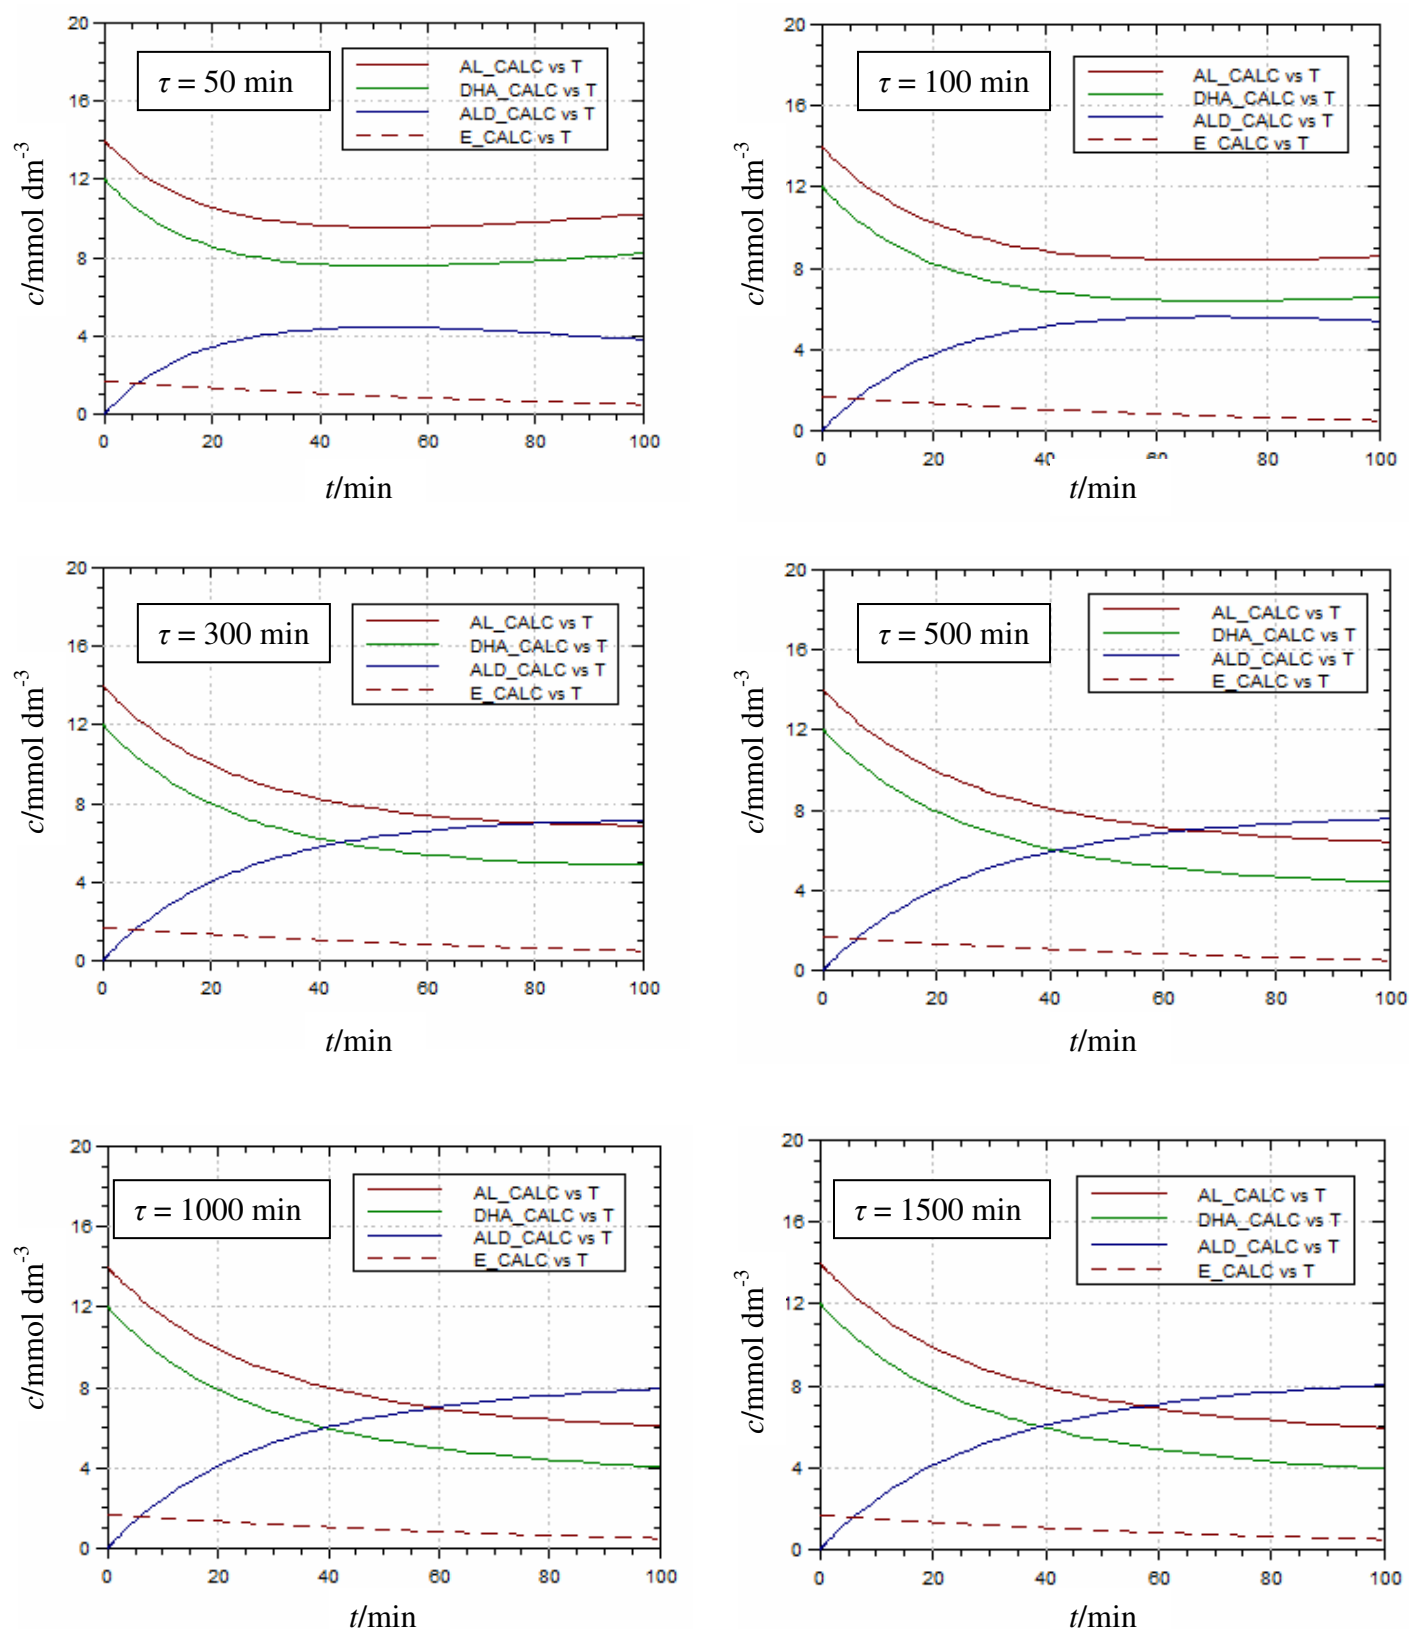 τ = 50 min
AL_CALC vs T
DHA_CALC vs T
ALD_CALC vs T
E_CALC vs T
20
16
12
8
4
0
c/mmol dm-3
0 20 40 60 80 100
t/min
τ = 100 min
AL_CALC vs T
DHA_CALC vs T
ALD_CALC vs T
E CALC vs T
20
16
12
8
4
0
c/mmol dm-3
0 20 40 60 80 100
t/min
τ = 300 min
AL_CALC vs T
DHA_CALC vs T
ALD_CALC vs T
E_CALC vs T
20
16
12
8
4
0
c/mmol dm-3
0 20 40 60 80 100
t/min
τ = 500 min
AL_CALC vs T
DHA_CALC vs T
ALD_CALC vs T
E_CALC vs T
20
16
12
8
4
0
c/mmol dm-3
0 20 40 60 80 100
t/min
τ = 1000 min
AL_CALC vs T
DHA_CALC vs T
ALD_CALC vs T
E_CALC vs T
20
16
12
8
4
0
c/mmol dm-3
0 20 40 60 80 100
t/min
τ = 1500 min
AL_CALC vs T
DHA_CALC vs T
ALD_CALC vs T
E_CALC vs T
20
16
12
8
4
0
c/mmol dm-3
0 20 40 60 80 100
t/min